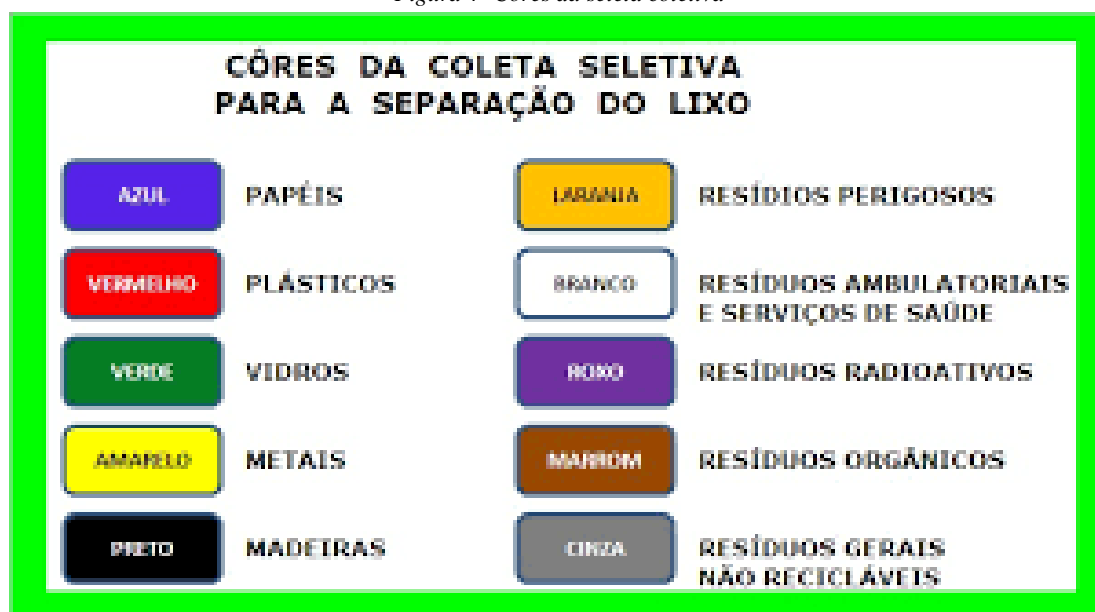 CÔRES DA COLETA SELETIVA
PARA A SEPARAÇÃO DO LIXO
AZUL PAPÉIS
VERMELHO PLÁSTICOS
VERDE VIDROS
AMARELO METAIS
PRETO MADEIRAS
LARANJA RESÍDIOS PERIGOSOS
BRANCO RESÍDUOS AMBULATORIAIS
E SERVIÇOS DE SAÚDE
ROXO RESÍDUOS RADIOATIVOS
MARROM RESÍDUOS ORGÂNICOS
CINZA RESÍDUOS GERAIS
NÃO RECICLÁVEIS